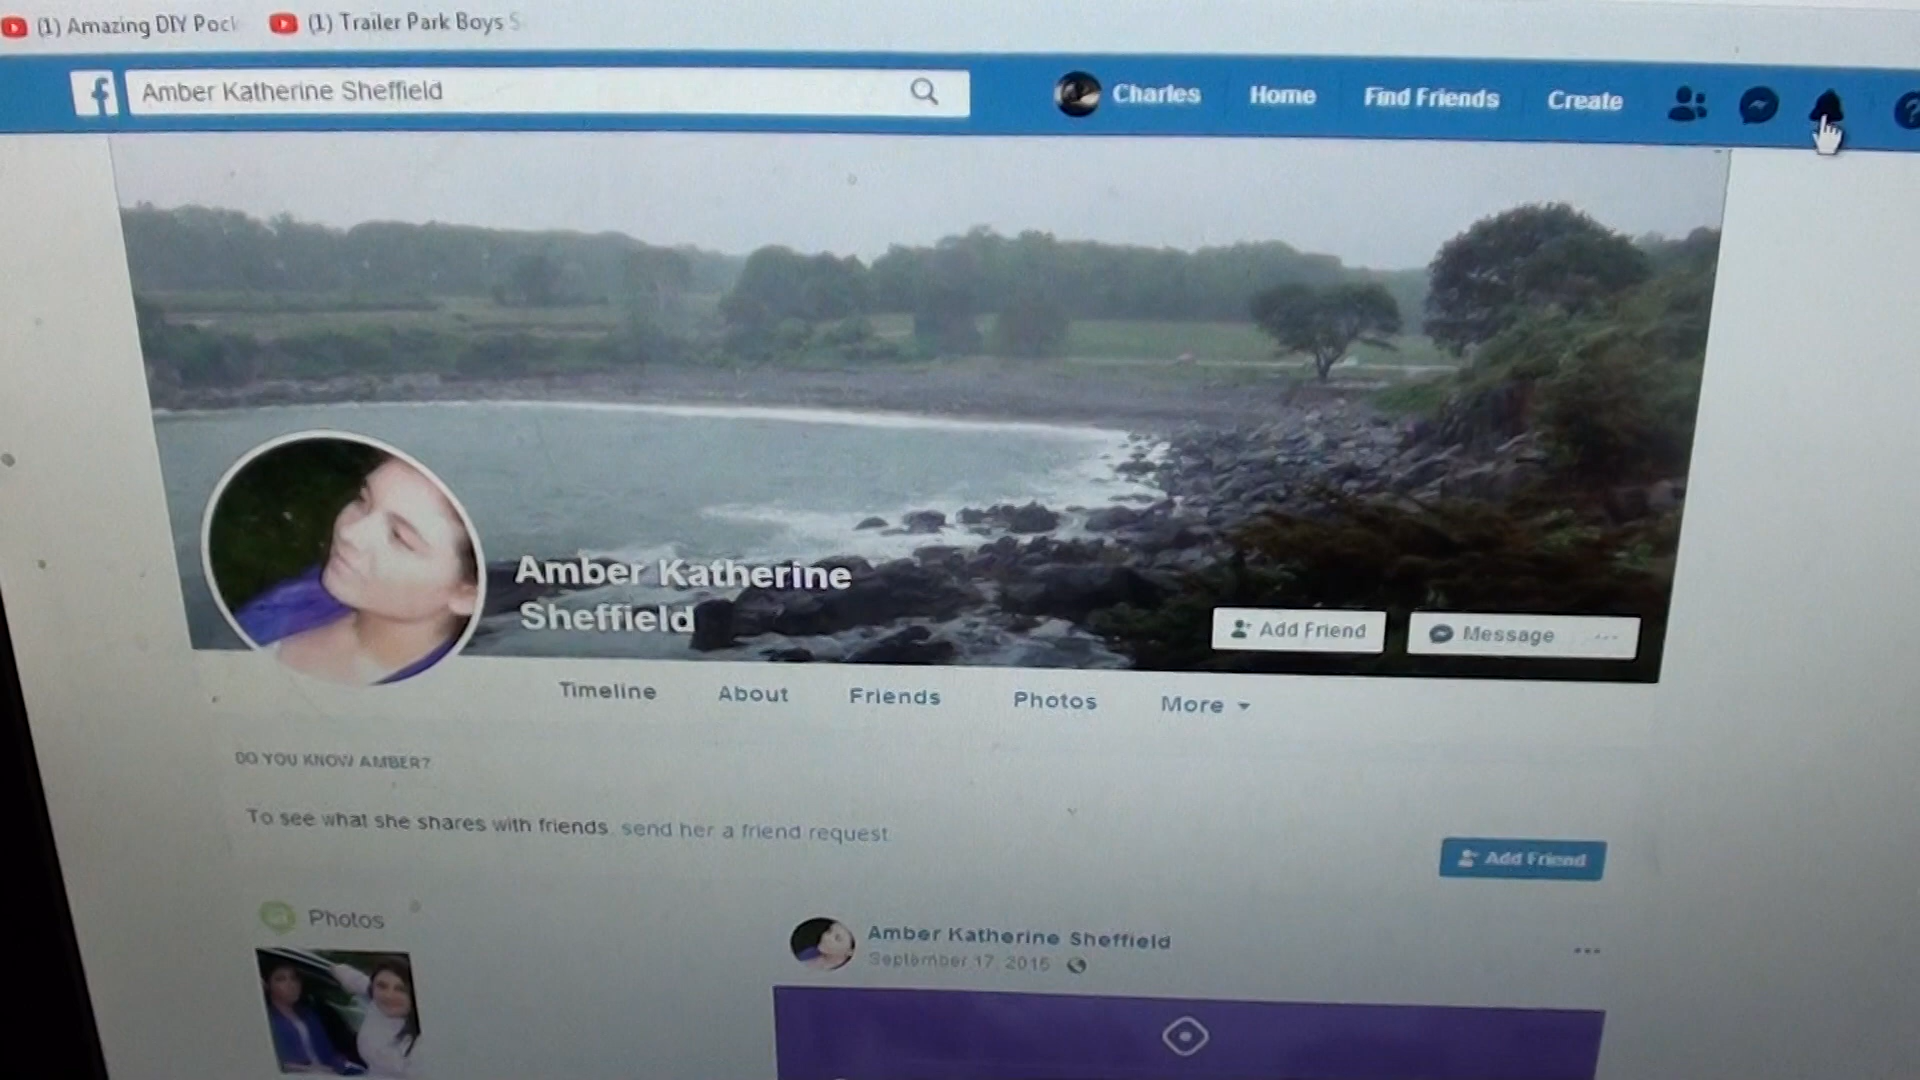 (1) Amazing DIY Pock
(1) Trailer Park Boys S
f
Amber Katherine Sheffield
Charles
Home
Find Friends
Create
?
Amber Katherine
Sheffield
Add Friend
Message ...
Timeline
About
Friends
Photos
More
DO YOU KNOW AMBER?
To see what she shares with friends, send her a friend request
Add Friend
Photos
Amber Katherine Sheffield
...
September 17, 2015